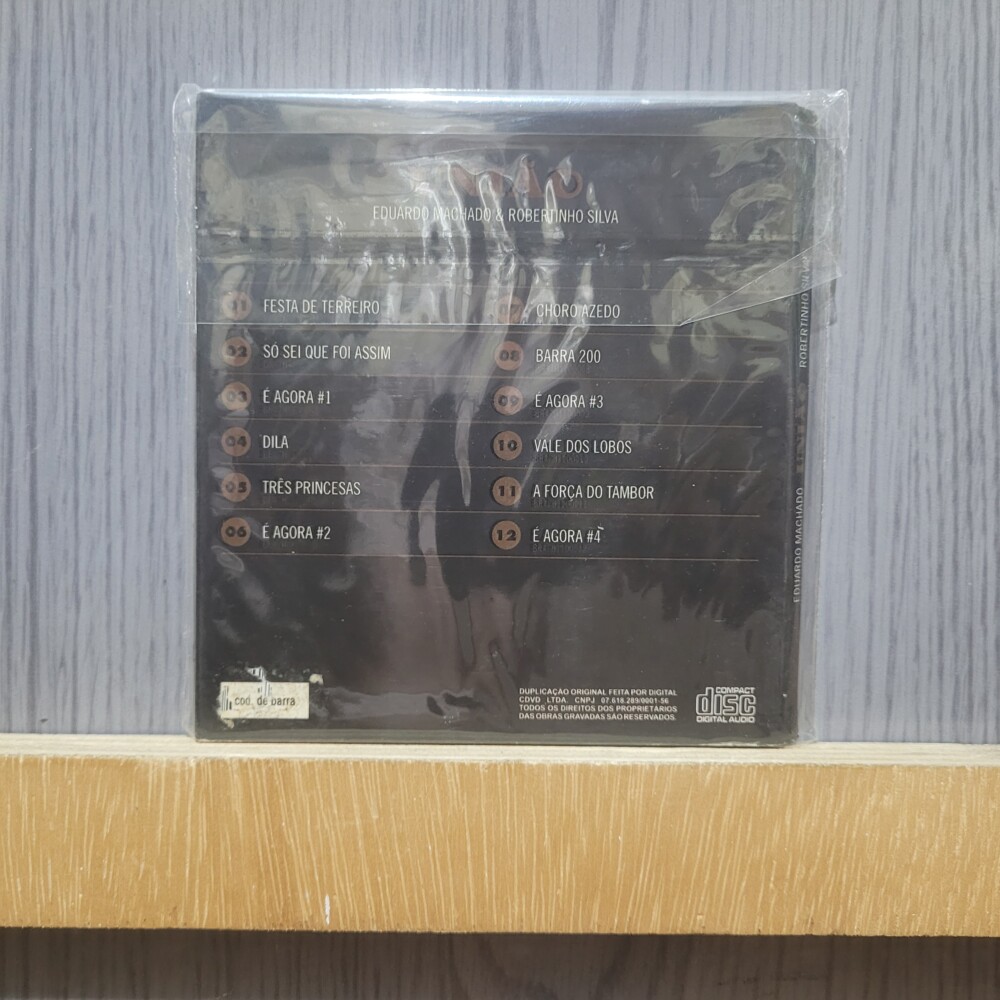 EDUARDO MACHADO & ROBERTINHO SILVA
01 FESTA DE TERREIRO
02 SÓ SEI QUE FOI ASSIM
03 É AGORA #1
04 DILA
05 TRÊS PRINCESAS
06 É AGORA #2
07 CHORO AZEDO
08 BARRA 200
09 É AGORA #3
10 VALE DOS LOBOS
11 A FORÇA DO TAMBOR
12 É AGORA #4
cod. de barra
DUPLICAÇÃO ORIGINAL FEITA POR DIGITAL
CDVD LTDA. CNPJ 07.618.289/0001-56
TODOS OS DIREITOS DOS PROPRIETÁRIOS
DAS OBRAS GRAVADAS SÃO RESERVADOS.
COMPACT
disc
DIGITAL AUDIO
EDUARDO MACHADO
ROBERTINHO SILVA